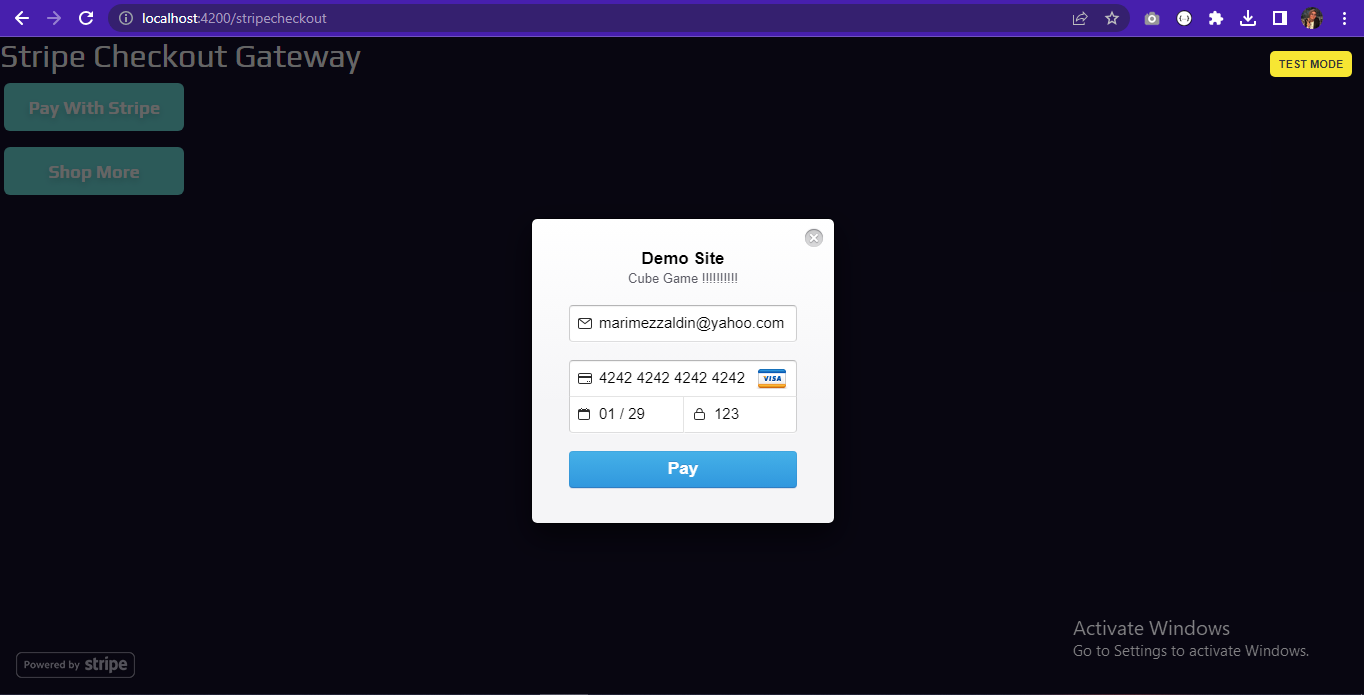 localhost:4200/stripecheckout
Stripe Checkout Gateway
TEST MODE
Pay With Stripe
Shop More
Demo Site
Cube Game !!!!!!!!!!
marimezzaldin@yahoo.com
4242 4242 4242 4242 VISA
01 / 29 123
Pay
Activate Windows
Go to Settings to activate Windows.
Powered by stripe